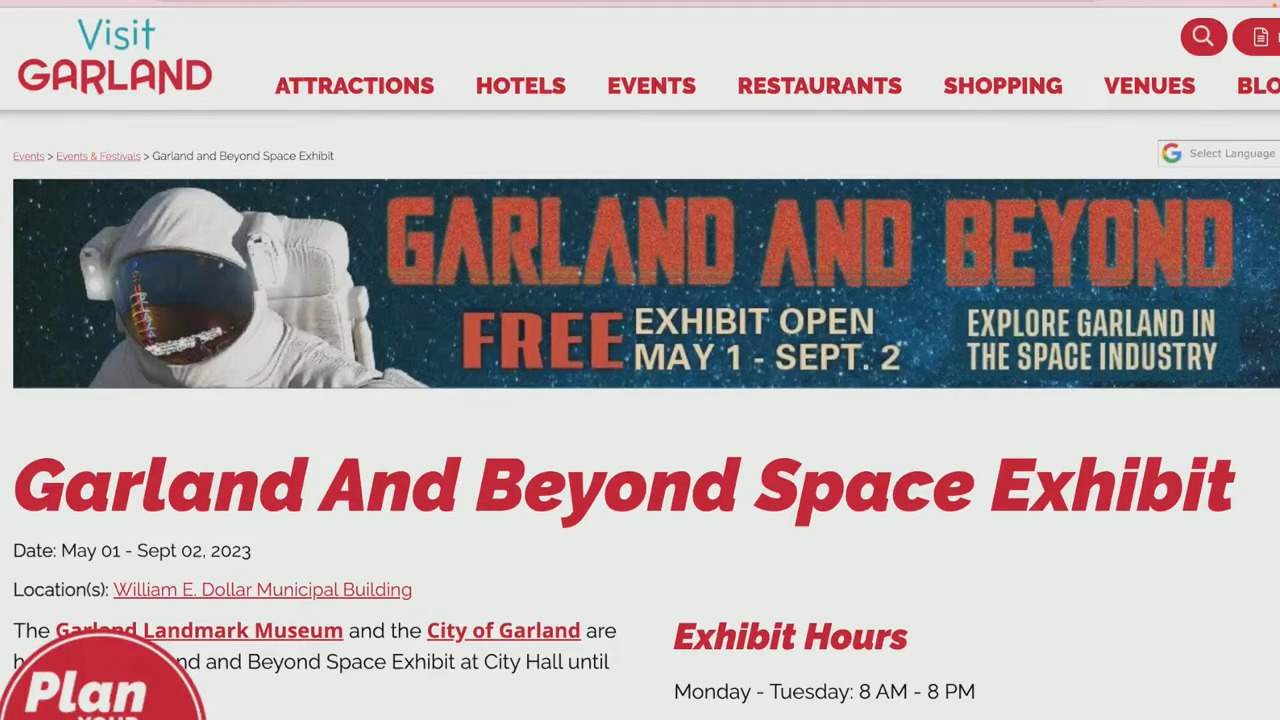 Visit
GARLAND
ATTRACTIONS HOTELS EVENTS RESTAURANTS SHOPPING VENUES BLO
Events > Events & Festivals > Garland and Beyond Space Exhibit
Select Language
GARLAND AND BEYOND
FREE EXHIBIT OPEN
MAY 1 - SEPT. 2
EXPLORE GARLAND IN
THE SPACE INDUSTRY
Garland And Beyond Space Exhibit
Date: May 01 - Sept 02, 2023
Location(s): William E. Dollar Municipal Building
The Garland Landmark Museum and the City of Garland are
and Beyond Space Exhibit at City Hall until
Exhibit Hours
Monday - Tuesday: 8 AM - 8 PM
Plan
YOUR